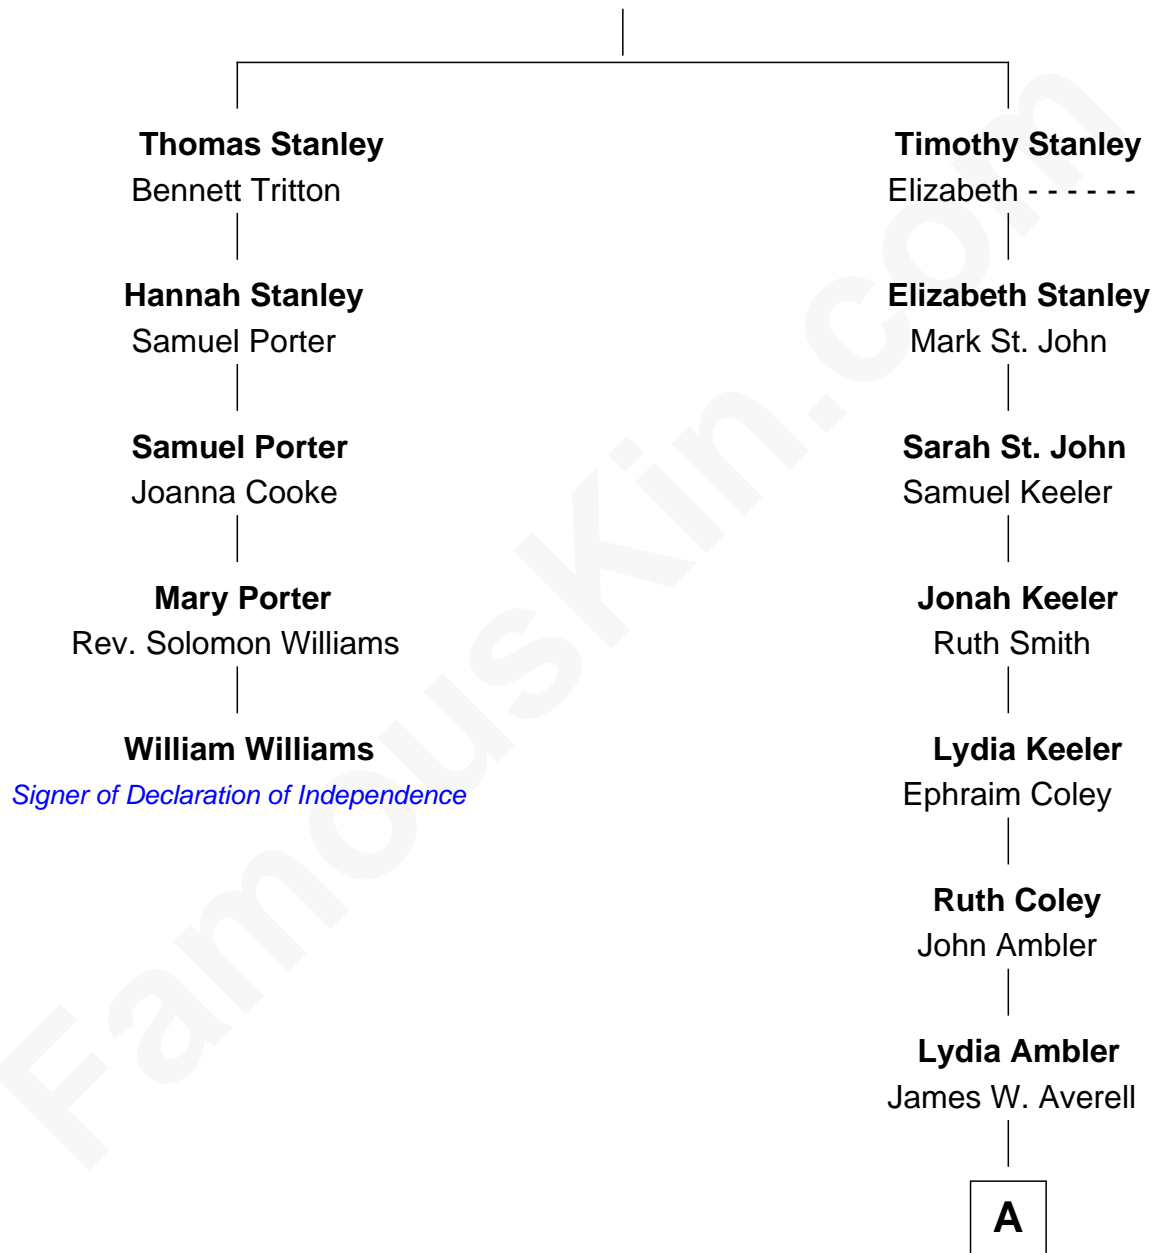 Thomas Stanley
Bennett Tritton
Hannah Stanley
Samuel Porter
Samuel Porter
Joanna Cooke
Mary Porter
Rev. Solomon Williams
William Williams
Signer of Declaration of Independence
Timothy Stanley
Elizabeth - - - - - -
Elizabeth Stanley
Mark St. John
Sarah St. John
Samuel Keeler
Jonah Keeler
Ruth Smith
Lydia Keeler
Ephraim Coley
Ruth Coley
John Ambler
Lydia Ambler
James W. Averell
A
FamousKin.com